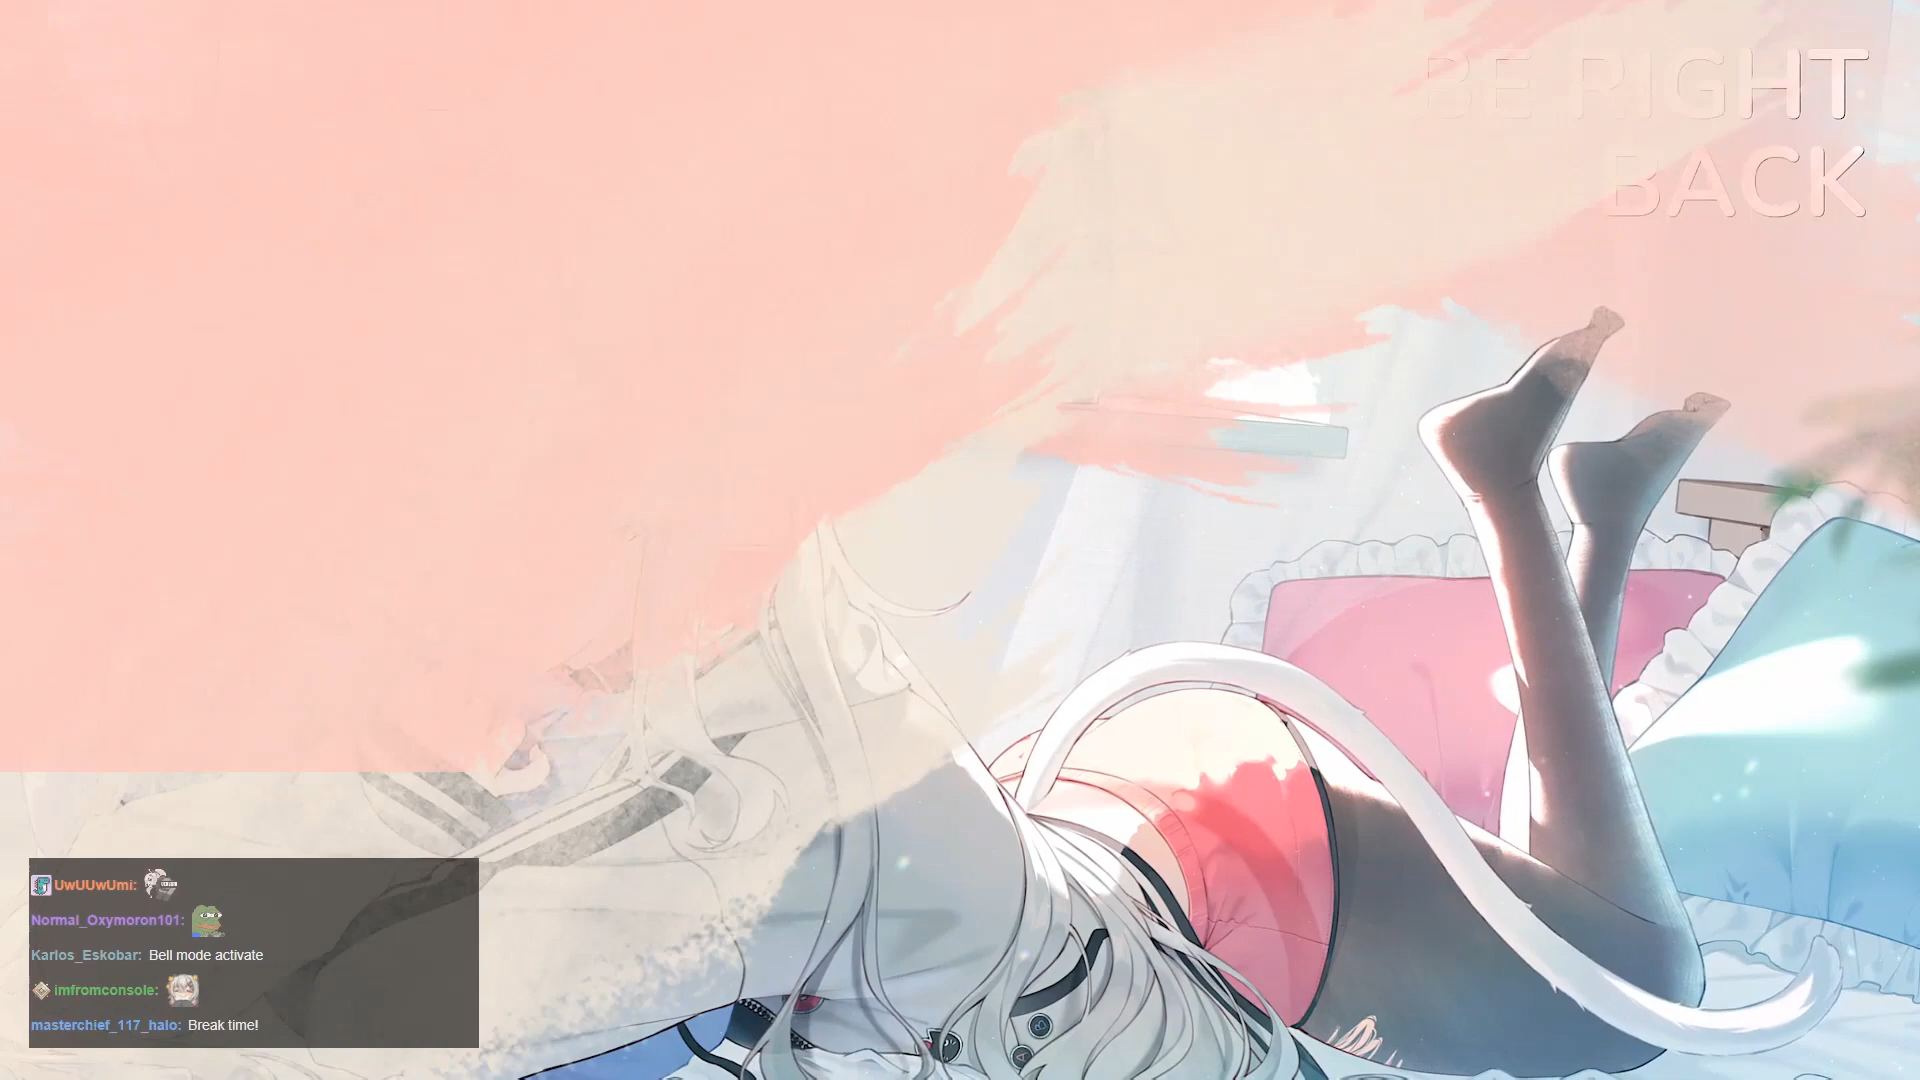 BE RIGHT
BACK
UwUUwUmi:
Normal_Oxymoron101:
Karlos_Eskobar: Bell mode activate
imfromconsole:
masterchief_117_halo: Break time!